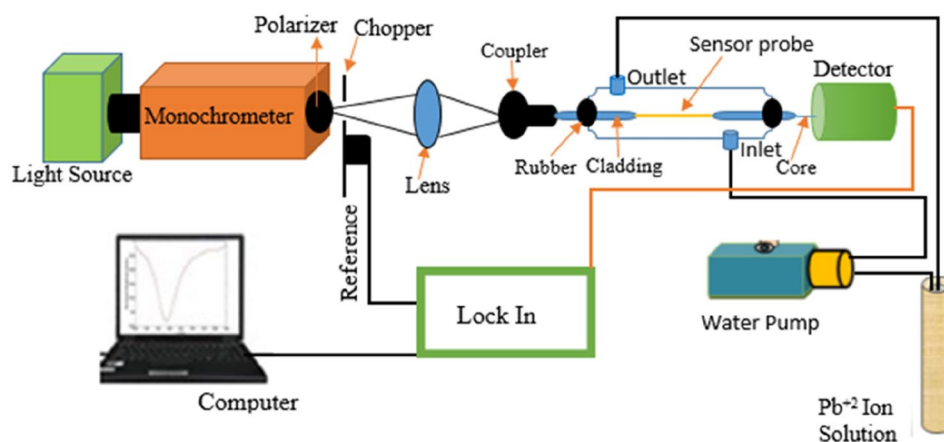 Polarizer
Chopper
Coupler
Sensor probe
Detector
Outlet
Monochrometer
Light Source
Lens
Rubber
Cladding
Inlet
Core
Reference
Lock In
Water Pump
Computer
Pb+2 Ion
Solution